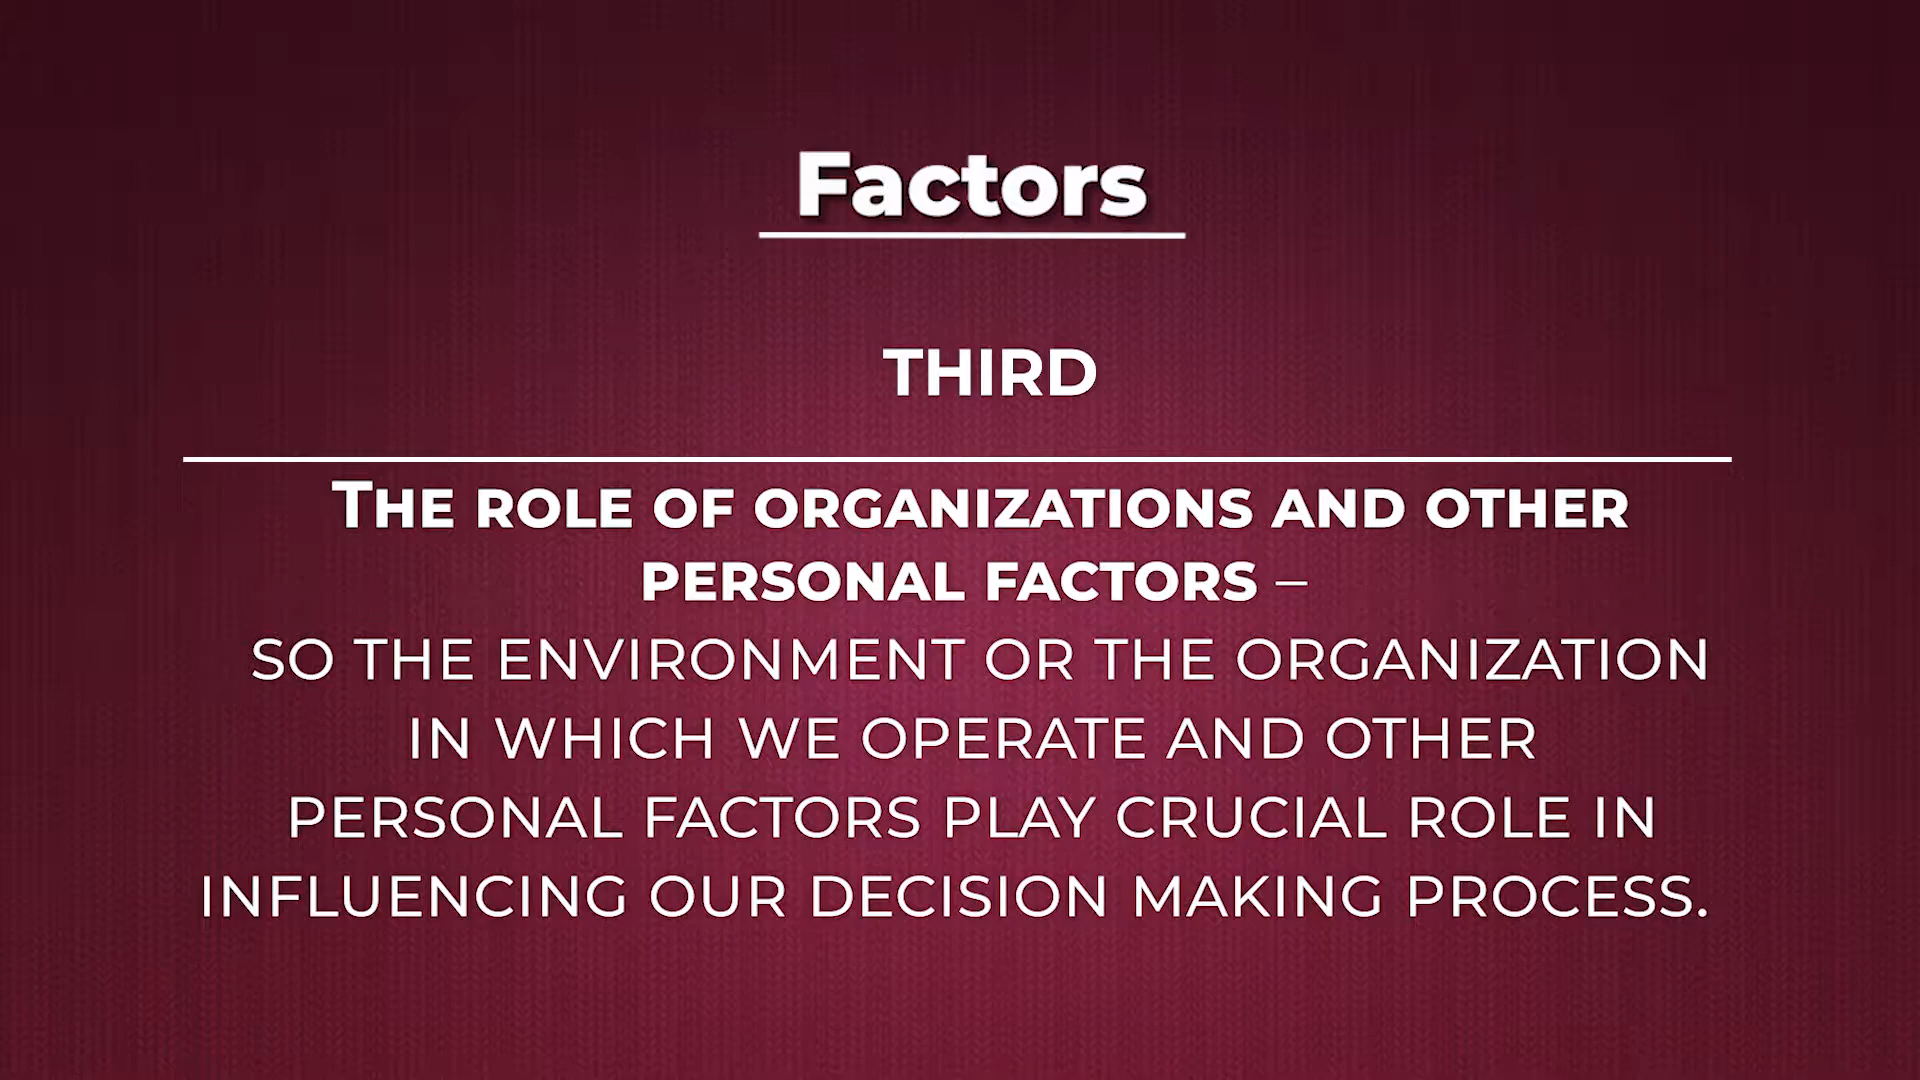 Factors
THIRD
THE ROLE OF ORGANIZATIONS AND OTHER
PERSONAL FACTORS –
SO THE ENVIRONMENT OR THE ORGANIZATION
IN WHICH WE OPERATE AND OTHER
PERSONAL FACTORS PLAY CRUCIAL ROLE IN
INFLUENCING OUR DECISION MAKING PROCESS.